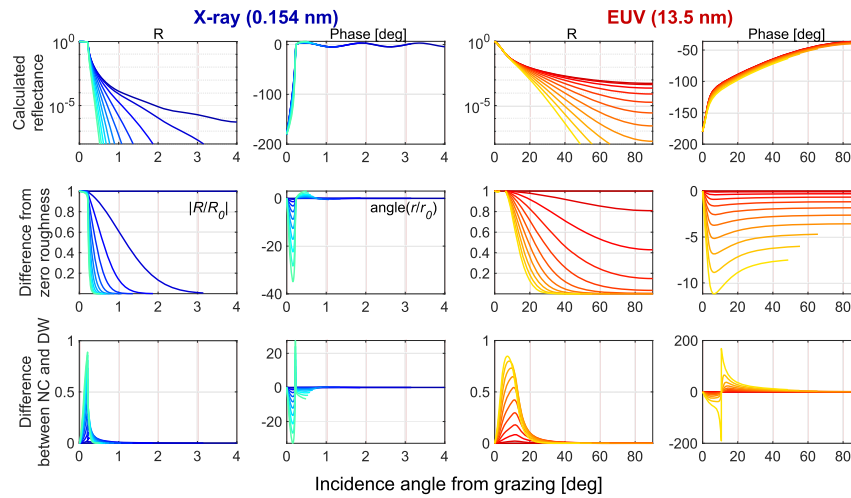 X-ray (0.154 nm)
EUV (13.5 nm)
R
Phase [deg]
R
Phase [deg]
Calculated
reflectance
10^0
10^-5
0 1 2 3 4
0
-100
-200
0 1 2 3 4
10^0
10^-5
0 20 40 60 80
-50
-100
-150
-200
0 20 40 60 80
Difference from
zero roughness
1
0.8
0.6
0.4
0.2
|R/R_0|
0 1 2 3 4
0
-20
-40
angle(r/r_0)
0 1 2 3 4
1
0.8
0.6
0.4
0.2
0 20 40 60 80
0
-5
-10
0 20 40 60 80
Difference
between NC and DW
1
0.5
0
0 1 2 3 4
20
0
-20
0 1 2 3 4
1
0.5
0
0 20 40 60 80
200
0
-200
0 20 40 60 80
Incidence angle from grazing [deg]